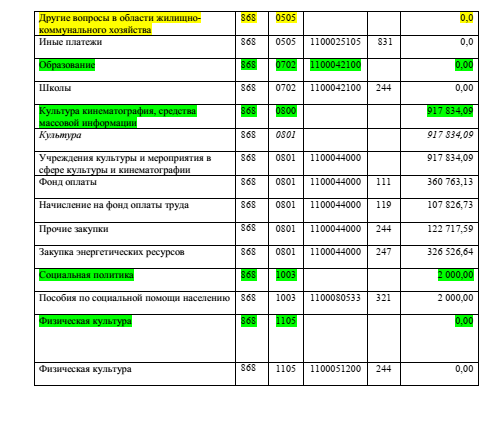 Другие вопросы в области жилищно- 868 0505 0,0
коммунального хозяйства
Иные платежи 868 0505 1100025105 831 0,0
Образование 868 0702 1100042100 0,00
Школы 868 0702 1100042100 244 0,00
Культура кинематография, средства 868 0800 917 834,09
массовой информации
Культура 868 0801 917 834,09
Учреждения культуры и мероприятия в 868 0801 1100044000 917 834,09
сфере культуры и кинематографии
Фонд оплаты 868 0801 1100044000 111 360 763,13
Начисление на фонд оплаты труда 868 0801 1100044000 119 107 826,73
Прочие закупки 868 0801 1100044000 244 122 717,59
Закупка энергетических ресурсов 868 0801 1100044000 247 326 526,64
Социальная политика 868 1003 2 000,00
Пособия по социальной помощи населению 868 1003 1100080533 321 2 000,00
Физическая культура 868 1105 0,00
Физическая культура 868 1105 1100051200 244 0,00